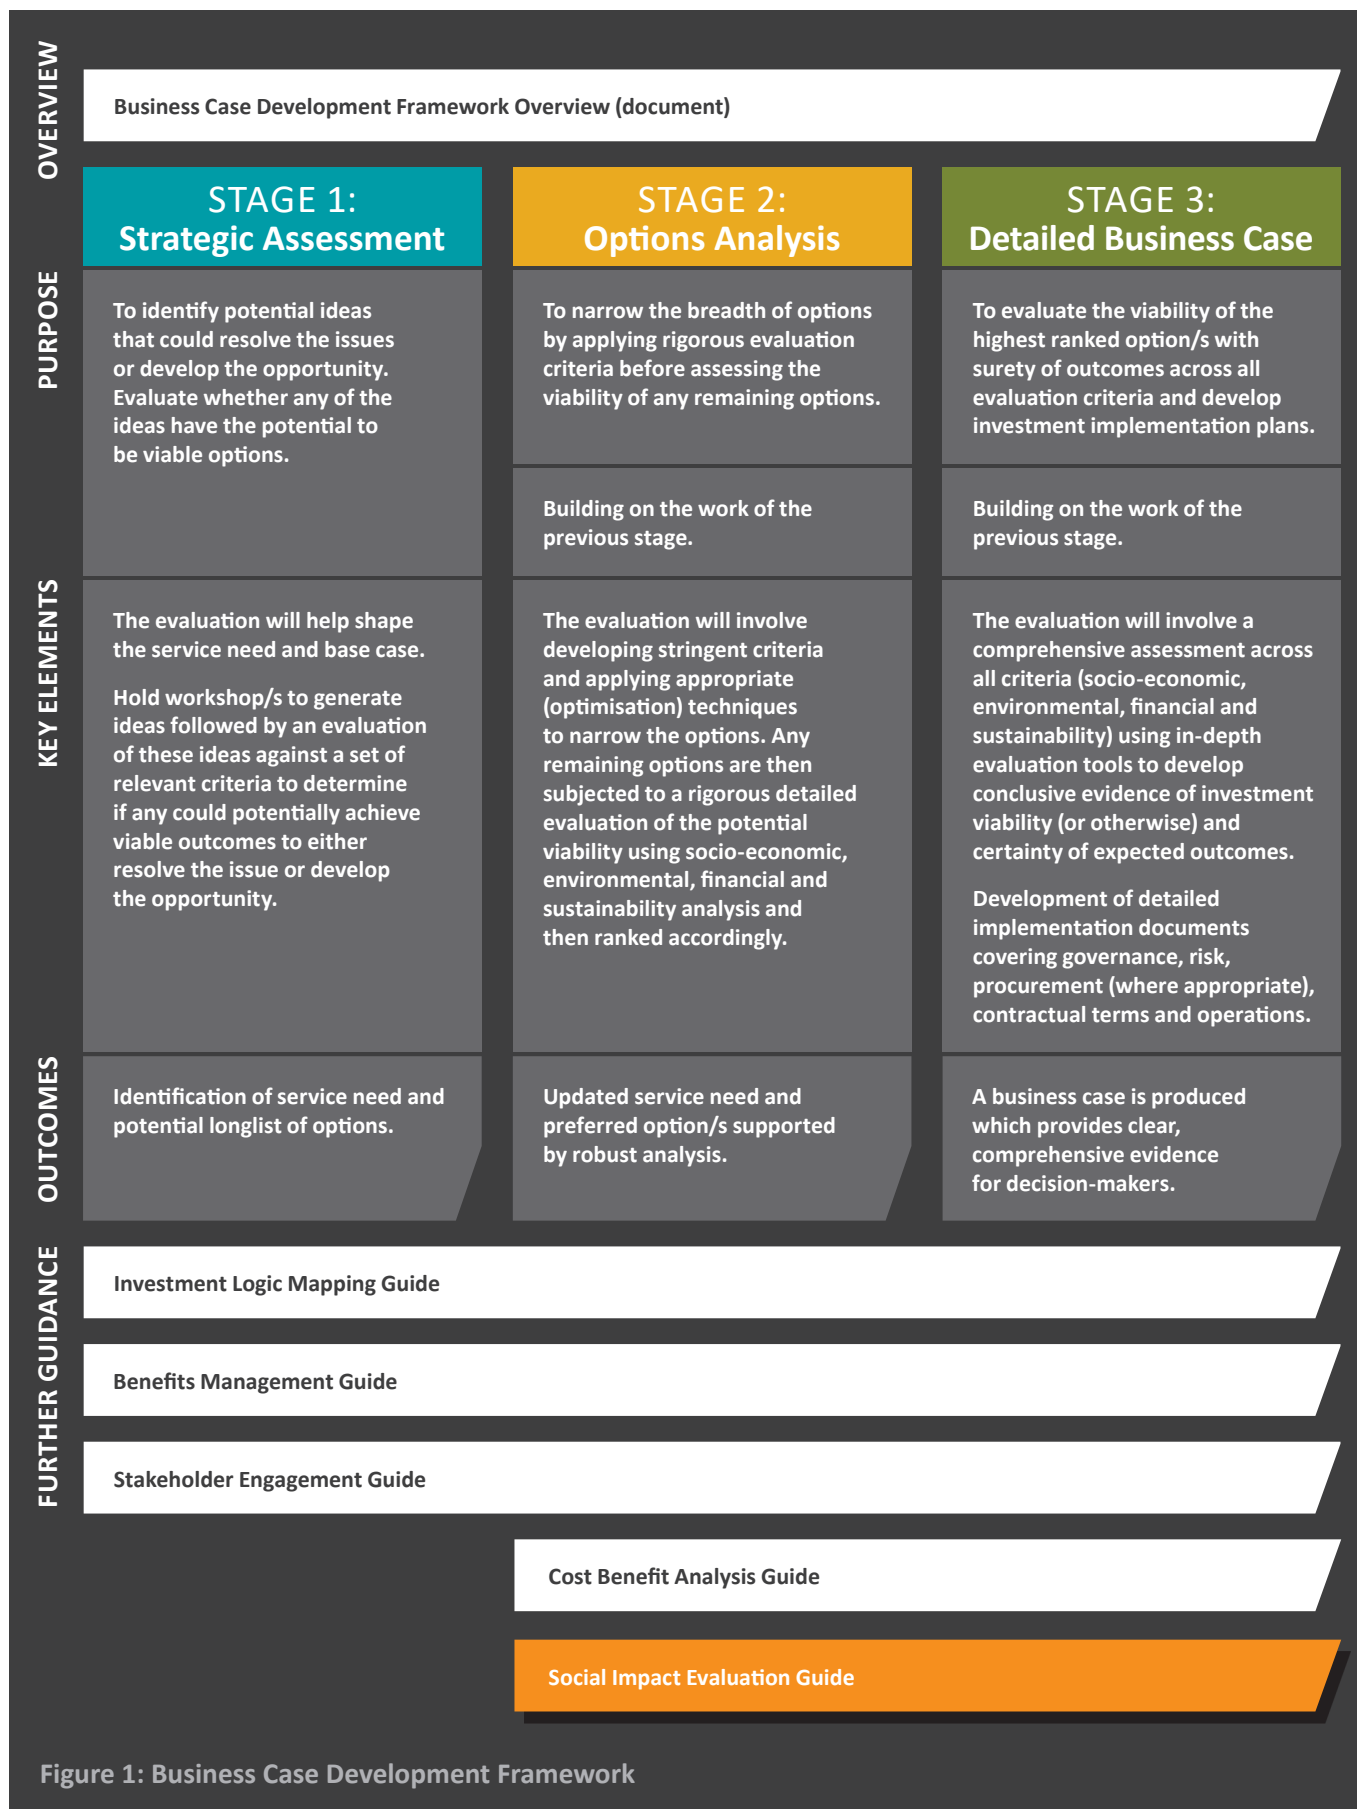 OVERVIEW
Business Case Development Framework Overview (document)
STAGE 1:
Strategic Assessment
STAGE 2:
Options Analysis
STAGE 3:
Detailed Business Case
PURPOSE
To identify potential ideas
that could resolve the issues
or develop the opportunity.
Evaluate whether any of the
ideas have the potential to
be viable options.
To narrow the breadth of options
by applying rigorous evaluation
criteria before assessing the
viability of any remaining options.
Building on the work of the
previous stage.
To evaluate the viability of the
highest ranked option/s with
surety of outcomes across all
evaluation criteria and develop
investment implementation plans.
Building on the work of the
previous stage.
KEY ELEMENTS
The evaluation will help shape
the service need and base case.
Hold workshop/s to generate
ideas followed by an evaluation
of these ideas against a set of
relevant criteria to determine
if any could potentially achieve
viable outcomes to either
resolve the issue or develop
the opportunity.
The evaluation will involve
developing stringent criteria
and applying appropriate
(optimisation) techniques
to narrow the options. Any
remaining options are then
subjected to a rigorous detailed
evaluation of the potential
viability using socio-economic,
environmental, financial and
sustainability analysis and
then ranked accordingly.
The evaluation will involve a
comprehensive assessment across
all criteria (socio-economic,
environmental, financial and
sustainability) using in-depth
evaluation tools to develop
conclusive evidence of investment
viability (or otherwise) and
certainty of expected outcomes.
Development of detailed
implementation documents
covering governance, risk,
procurement (where appropriate),
contractual terms and operations.
OUTCOMES
Identification of service need and
potential longlist of options.
Updated service need and
preferred option/s supported
by robust analysis.
A business case is produced
which provides clear,
comprehensive evidence
for decision-makers.
FURTHER GUIDANCE
Investment Logic Mapping Guide
Benefits Management Guide
Stakeholder Engagement Guide
Cost Benefit Analysis Guide
Social Impact Evaluation Guide
Figure 1: Business Case Development Framework